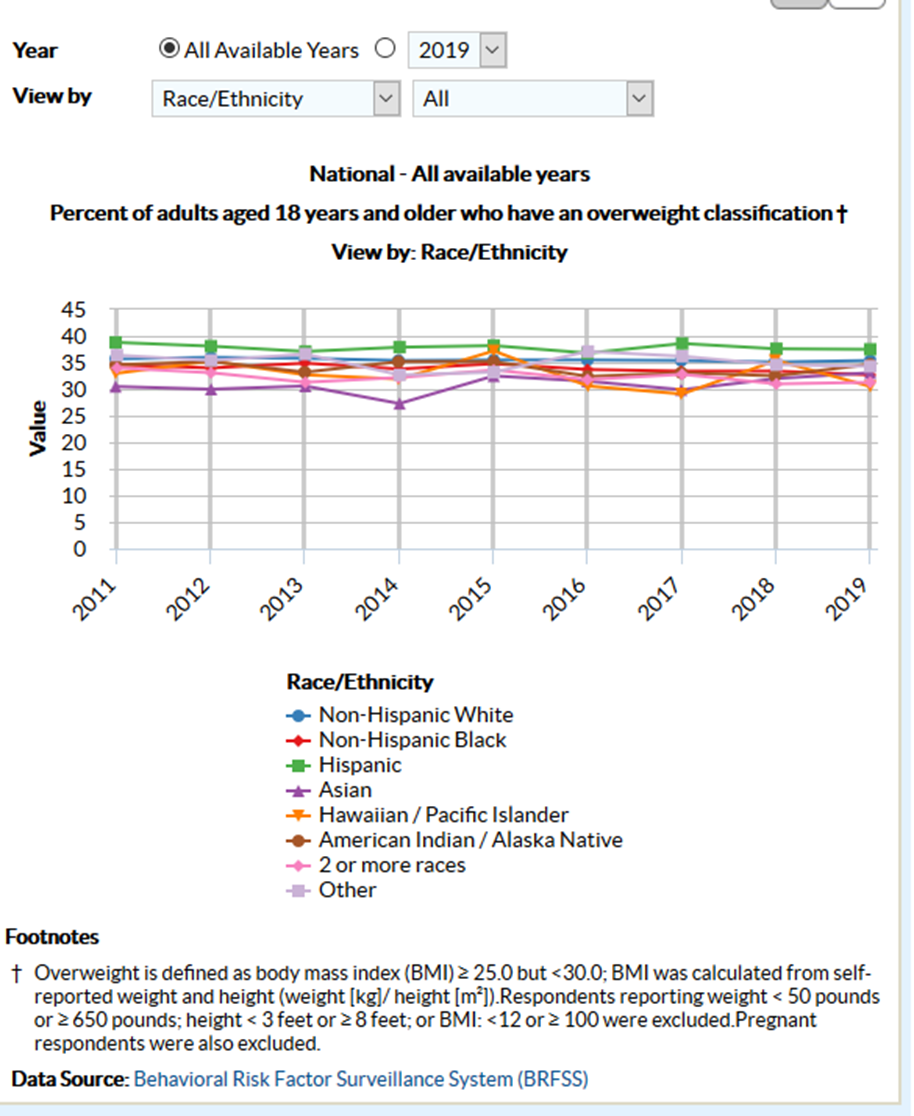 Year All Available Years 2019
View by Race/Ethnicity All
National - All available years
Percent of adults aged 18 years and older who have an overweight classification †
View by: Race/Ethnicity
45
40
35
30
25
20
15
10
5
0
Value
2011 2012 2013 2014 2015 2016 2017 2018 2019
Race/Ethnicity
Non-Hispanic White
Non-Hispanic Black
Hispanic
Asian
Hawaiian / Pacific Islander
American Indian / Alaska Native
2 or more races
Other
Footnotes
† Overweight is defined as body mass index (BMI) ≥ 25.0 but <30.0; BMI was calculated from self-
reported weight and height (weight [kg]/ height [m²]).Respondents reporting weight < 50 pounds
or ≥ 650 pounds; height < 3 feet or ≥ 8 feet; or BMI: <12 or ≥ 100 were excluded.Pregnant
respondents were also excluded.
Data Source: Behavioral Risk Factor Surveillance System (BRFSS)